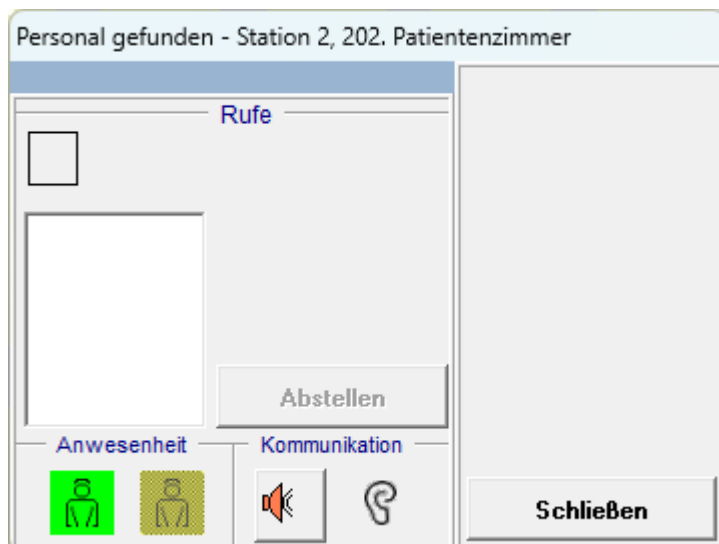 Personal gefunden - Station 2, 202. Patientenzimmer
Rufe
Abstellen
Anwesenheit
Kommunikation
Schließen